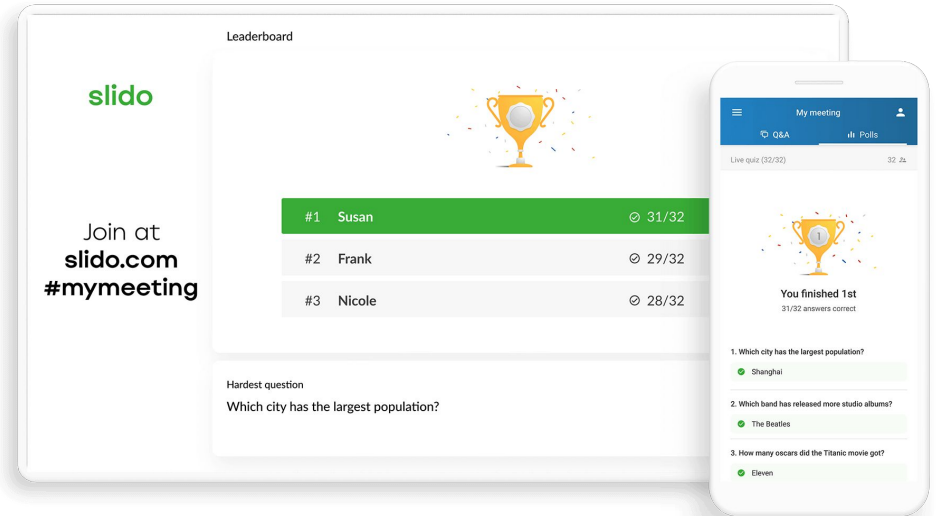 slido
Join at
slido.com
#mymeeting
Leaderboard
#1 Susan 31/32
#2 Frank 29/32
#3 Nicole 28/32
Hardest question
Which city has the largest population?
My meeting
Q&A Polls
Live quiz (32/32) 32
1
You finished 1st
31/32 answers correct
1. Which city has the largest population?
Shanghai
2. Which band has released more studio albums?
The Beatles
3. How many oscars did the Titanic movie got?
Eleven